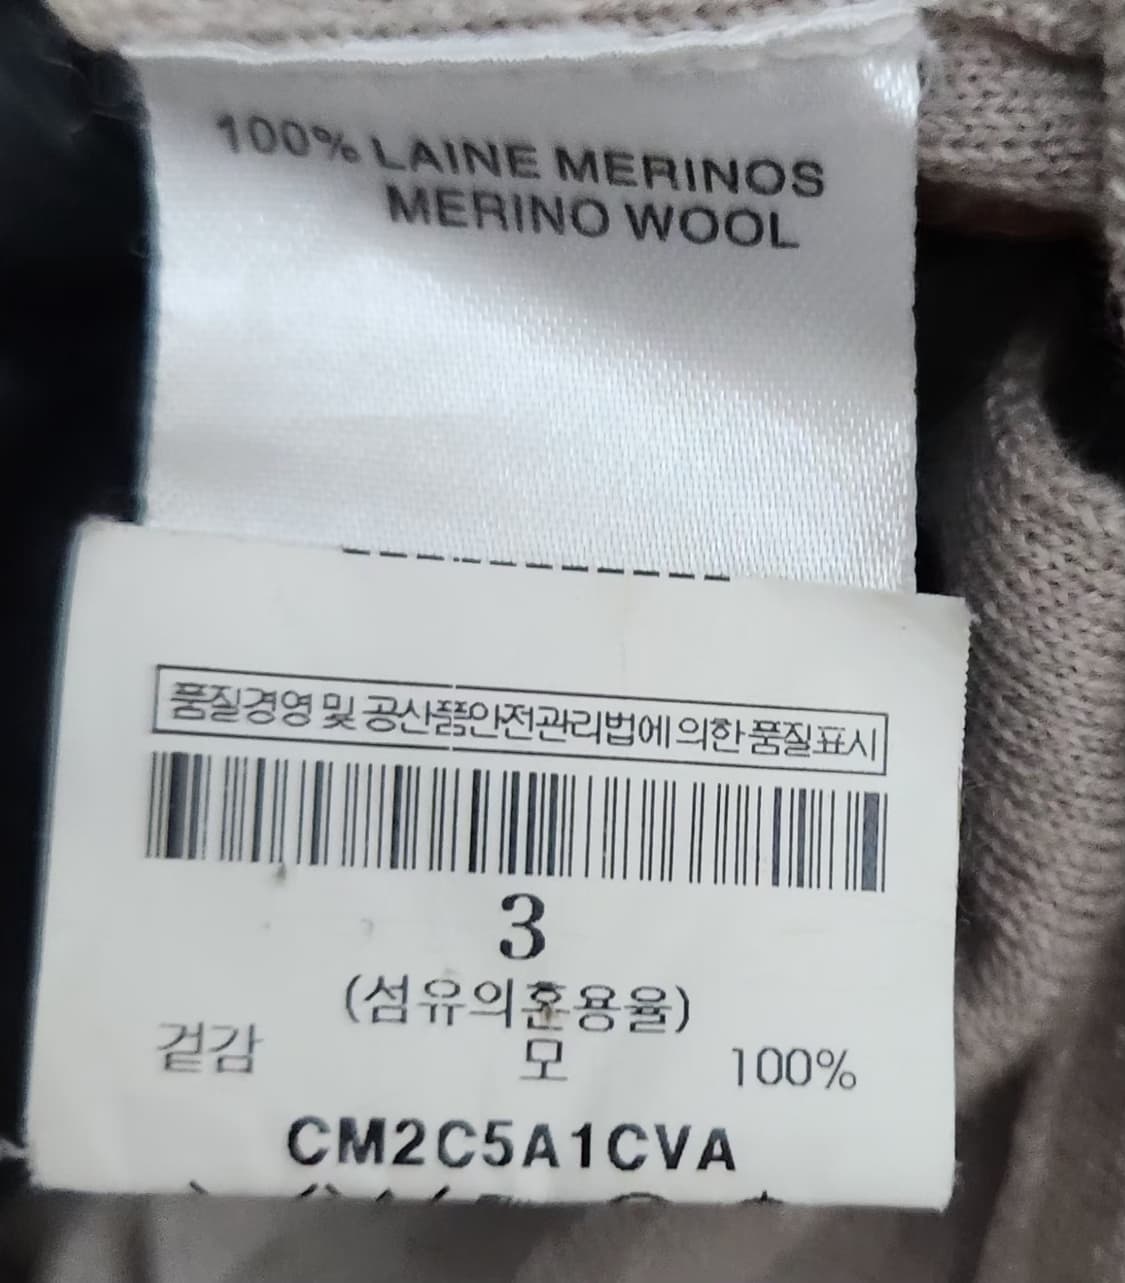 100% LAINE MERINOS
MERINO WOOL
품질경영 및 공산품안전관리법에 의한 품질표시
3
(섬유의혼용율)
겉감 모 100%
CM2C5A1CVA